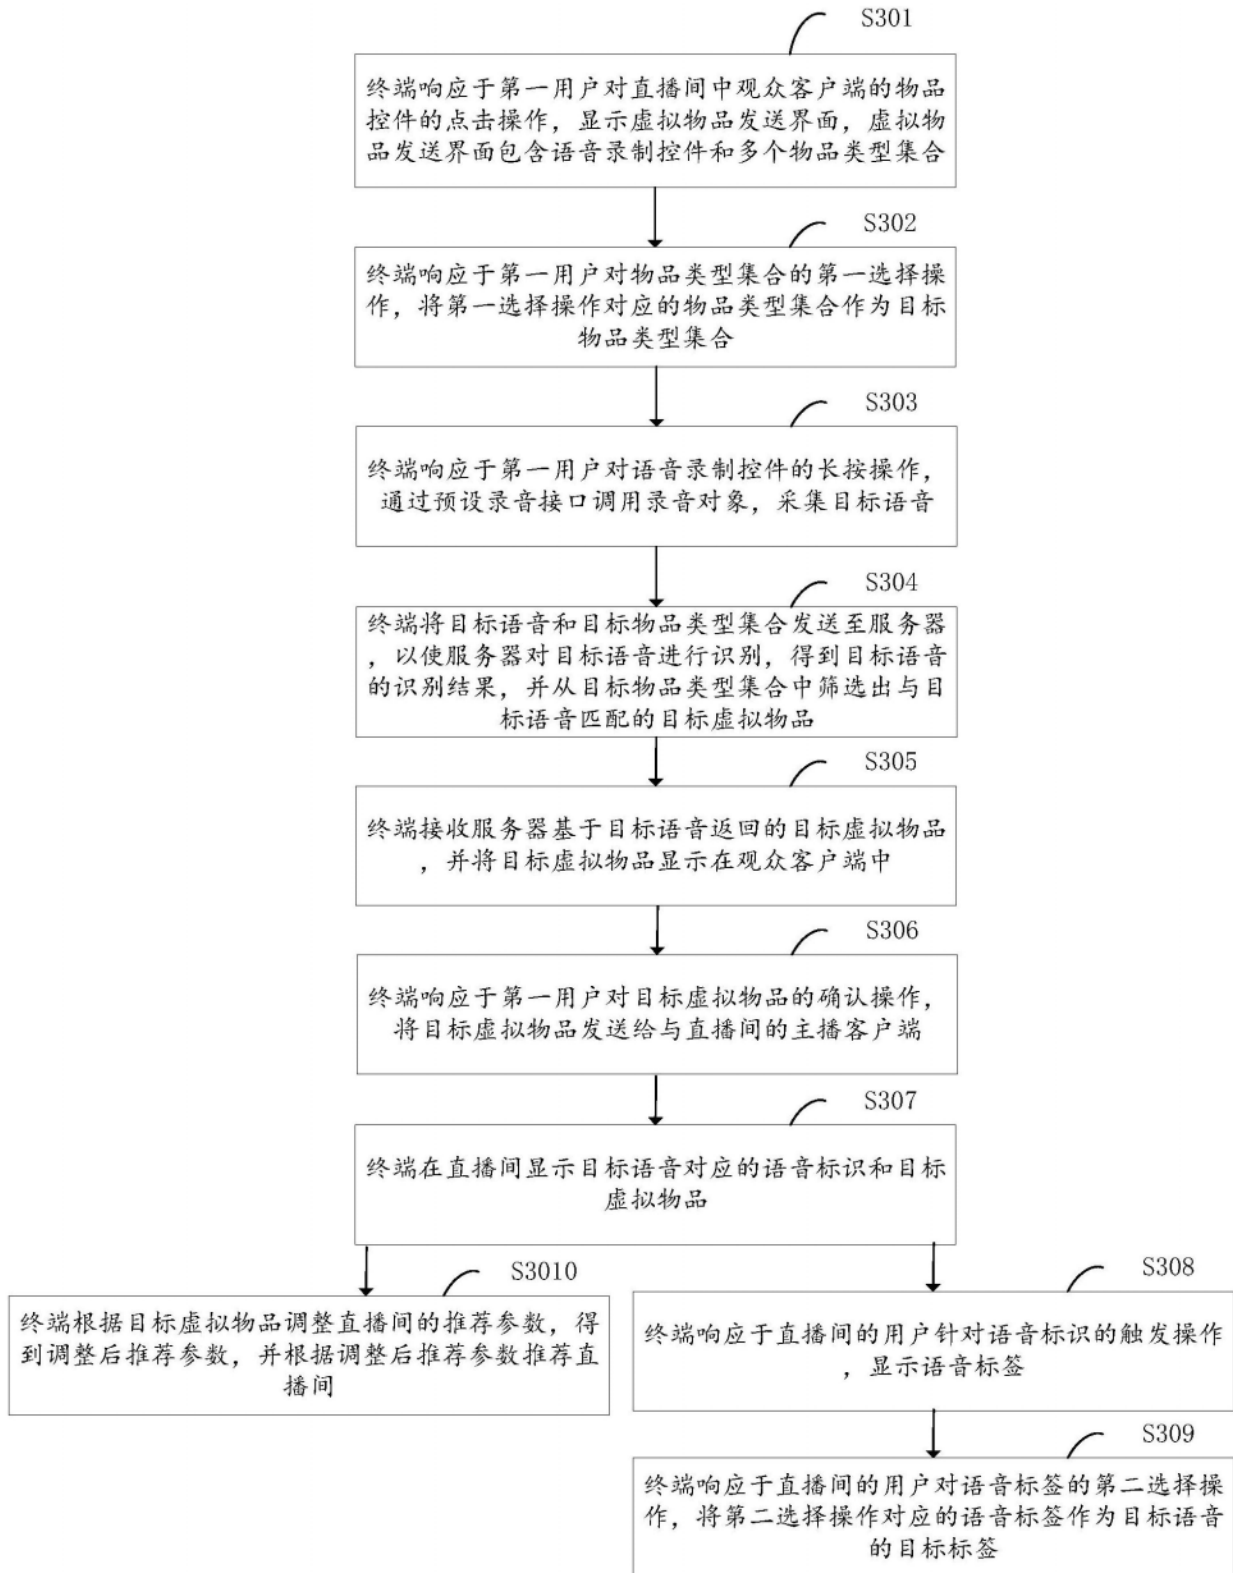 S301
终端响应于第一用户对直播间中观众客户端的物品
控件的点击操作，显示虚拟物品发送界面，虚拟物
品发送界面包含语音录制控件和多个物品类型集合
S302
终端响应于第一用户对物品类型集合的第一选择操
作，将第一选择操作对应的物品类型集合作为目标
物品类型集合
S303
终端响应于第一用户对语音录制控件的长按操作，
通过预设录音接口调用录音对象，采集目标语音
S304
终端将目标语音和目标物品类型集合发送至服务器
，以使服务器对目标语音进行识别，得到目标语音
的识别结果，并从目标物品类型集合中筛选出与目
标语音匹配的目标虚拟物品
S305
终端接收服务器基于目标语音返回的目标虚拟物品
，并将目标虚拟物品显示在观众客户端中
S306
终端响应于第一用户对目标虚拟物品的确认操作，
将目标虚拟物品发送给与直播间的主播客户端
S307
终端在直播间显示目标语音对应的语音标识和目标
虚拟物品
S3010
终端根据目标虚拟物品调整直播间的推荐参数，得
到调整后推荐参数，并根据调整后推荐参数推荐直
播间
S308
终端响应于直播间的用户针对语音标识的触发操作
，显示语音标签
S309
终端响应于直播间的用户对语音标签的第二选择操
作，将第二选择操作对应的语音标签作为目标语音
的目标标签